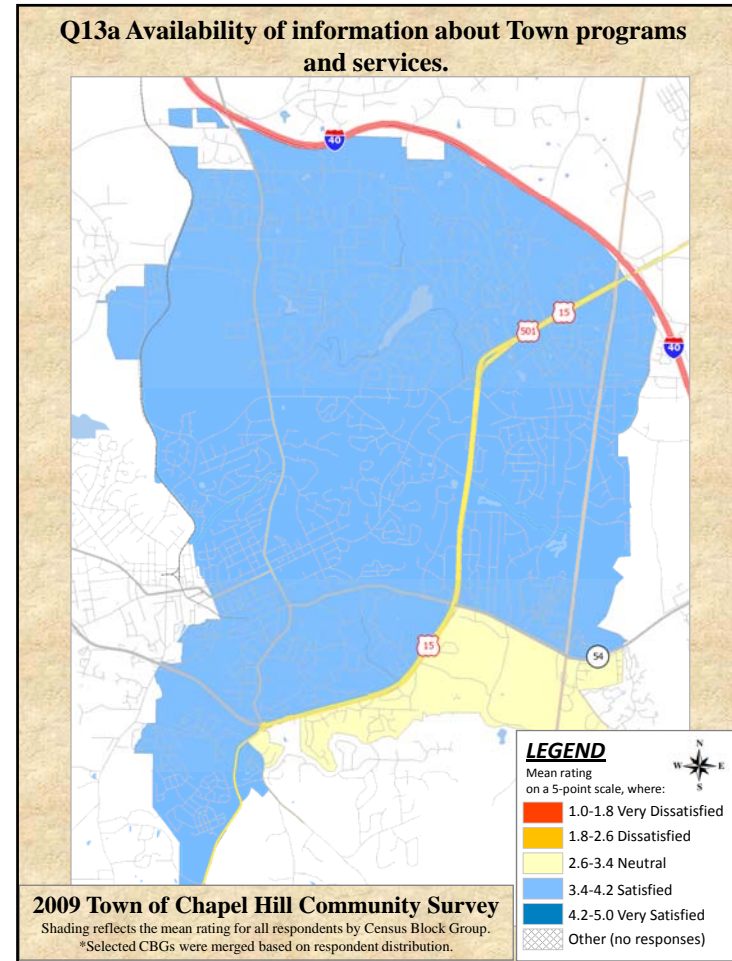 Q13a Availability of information about Town programs
and services.
40
15
501
40
15
54
LEGEND
Mean rating
on a 5-point scale, where:
N
W E
S
1.0-1.8 Very Dissatisfied
1.8-2.6 Dissatisfied
2.6-3.4 Neutral
3.4-4.2 Satisfied
4.2-5.0 Very Satisfied
Other (no responses)
2009 Town of Chapel Hill Community Survey
Shading reflects the mean rating for all respondents by Census Block Group.
*Selected CBGs were merged based on respondent distribution.